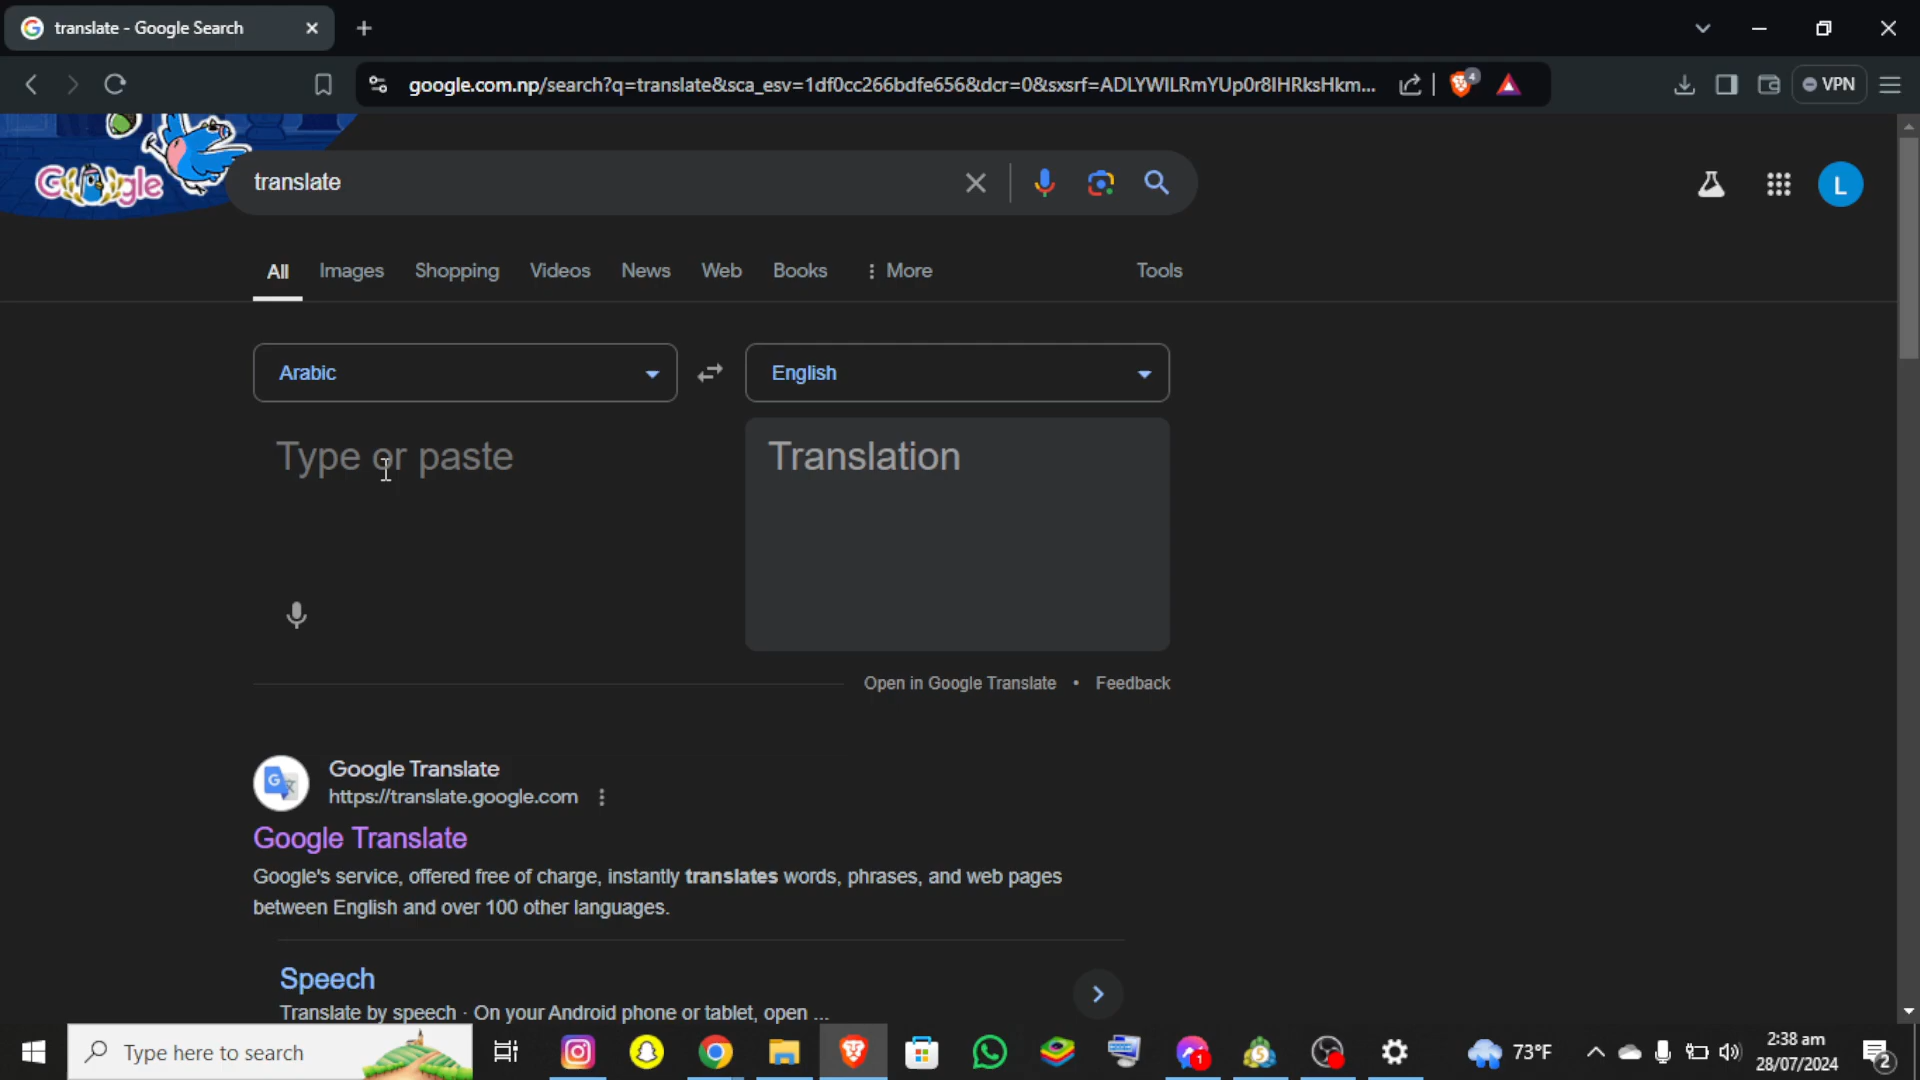 translate - Google Search
google.com.np/search?q=translate&sca_esv=1df0cc266bdfe656&dcr=0&sxsrf=ADLYWILRmYUp0r8IHRksHkm...
4
VPN
Google
translate
L
All Images Shopping Videos News Web Books More Tools
Arabic English
Type or paste Translation
Open in Google Translate • Feedback
Google Translate
https://translate.google.com
Google Translate
Google's service, offered free of charge, instantly translates words, phrases, and web pages
between English and over 100 other languages.
Speech
Translate by speech · On your Android phone or tablet, open ...
Type here to search
1
73°F
2:38 am
28/07/2024
2